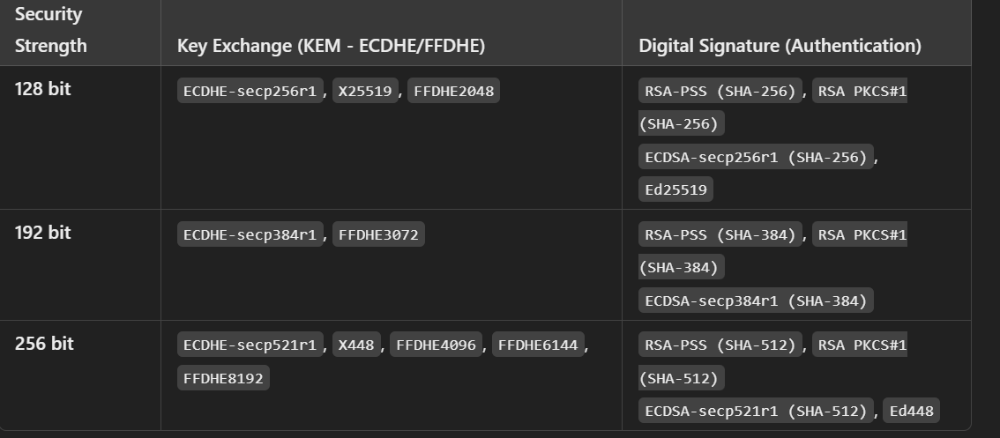 Security
Strength
Key Exchange (KEM - ECDHE/FFDHE)
Digital Signature (Authentication)
128 bit
ECDHE-secp256r1, X25519, FFDHE2048
RSA-PSS (SHA-256), RSA PKCS#1
(SHA-256)
ECDSA-secp256r1 (SHA-256),
Ed25519
192 bit
ECDHE-secp384r1, FFDHE3072
RSA-PSS (SHA-384), RSA PKCS#1
(SHA-384)
ECDSA-secp384r1 (SHA-384)
256 bit
ECDHE-secp521r1, X448, FFDHE4096, FFDHE6144,
FFDHE8192
RSA-PSS (SHA-512), RSA PKCS#1
(SHA-512)
ECDSA-secp521r1 (SHA-512), Ed448